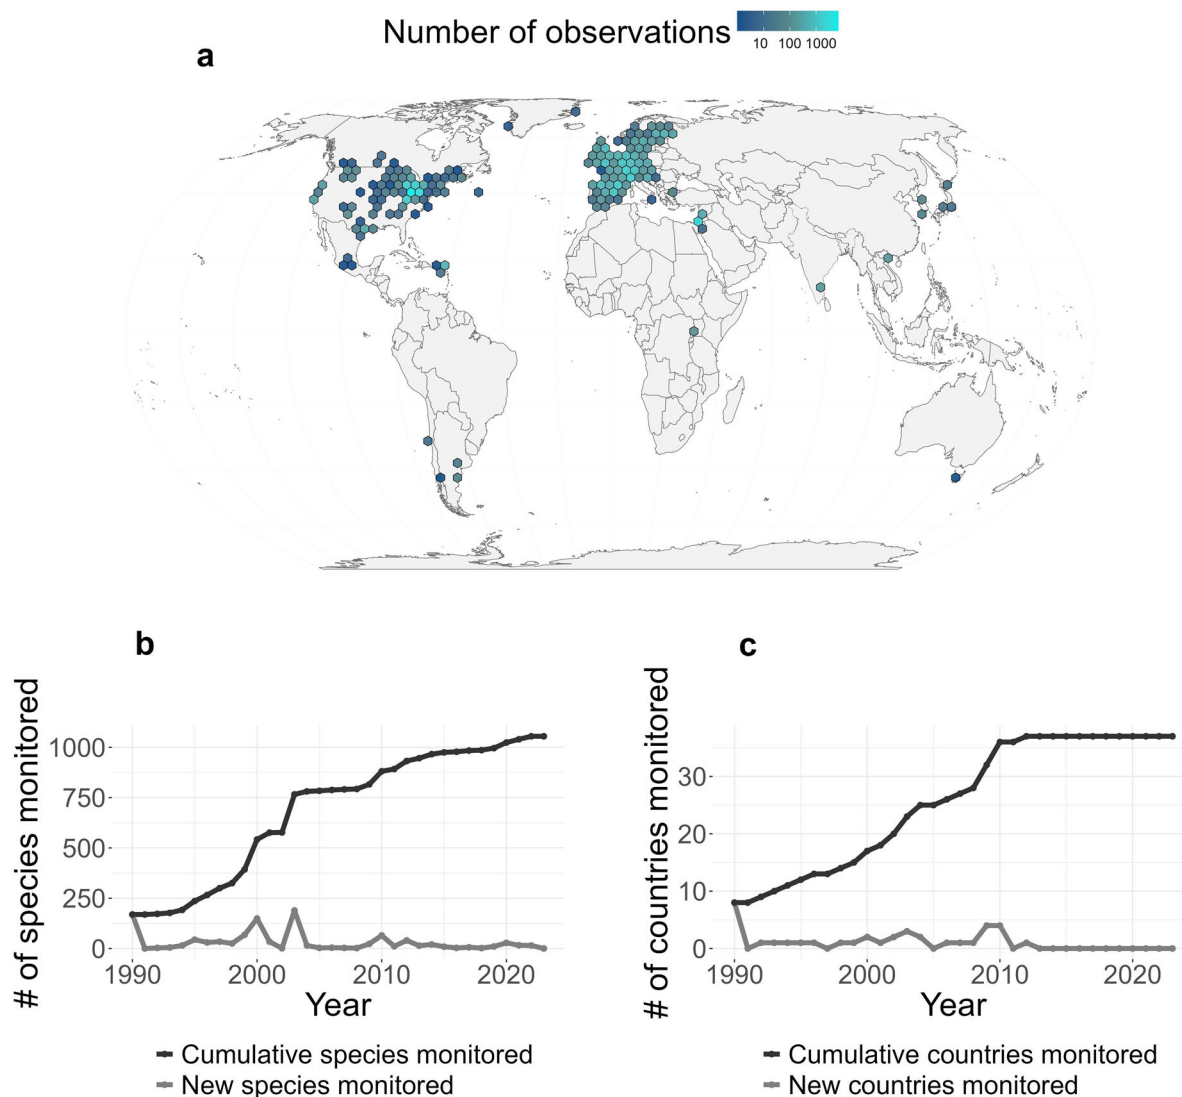 Number of observations
10 100 1000
a
b
# of species monitored
1000
750
500
250
0
1990 2000 2010 2020
Year
Cumulative species monitored
New species monitored
c
# of countries monitored
30
20
10
0
1990 2000 2010 2020
Year
Cumulative countries monitored
New countries monitored